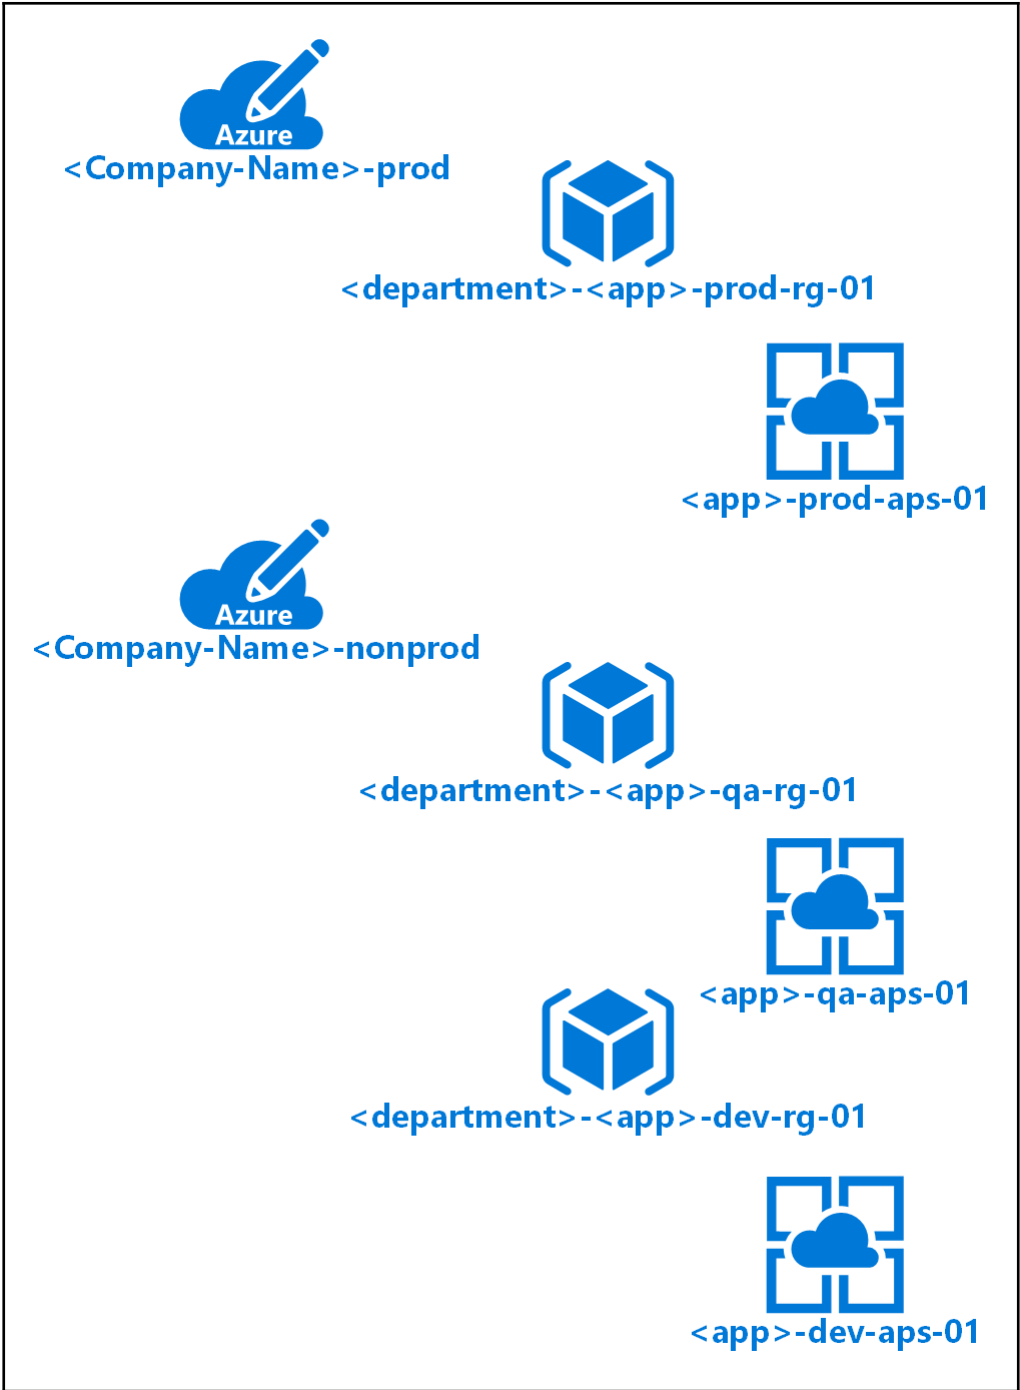 Azure
<Company-Name>-prod
<department>-<app>-prod-rg-01
<app>-prod-aps-01
Azure
<Company-Name>-nonprod
<department>-<app>-qa-rg-01
<app>-qa-aps-01
<department>-<app>-dev-rg-01
<app>-dev-aps-01